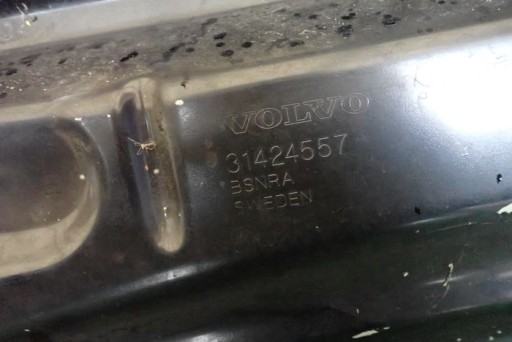 VOLVO
31424557
BSNRA
SWEDEN